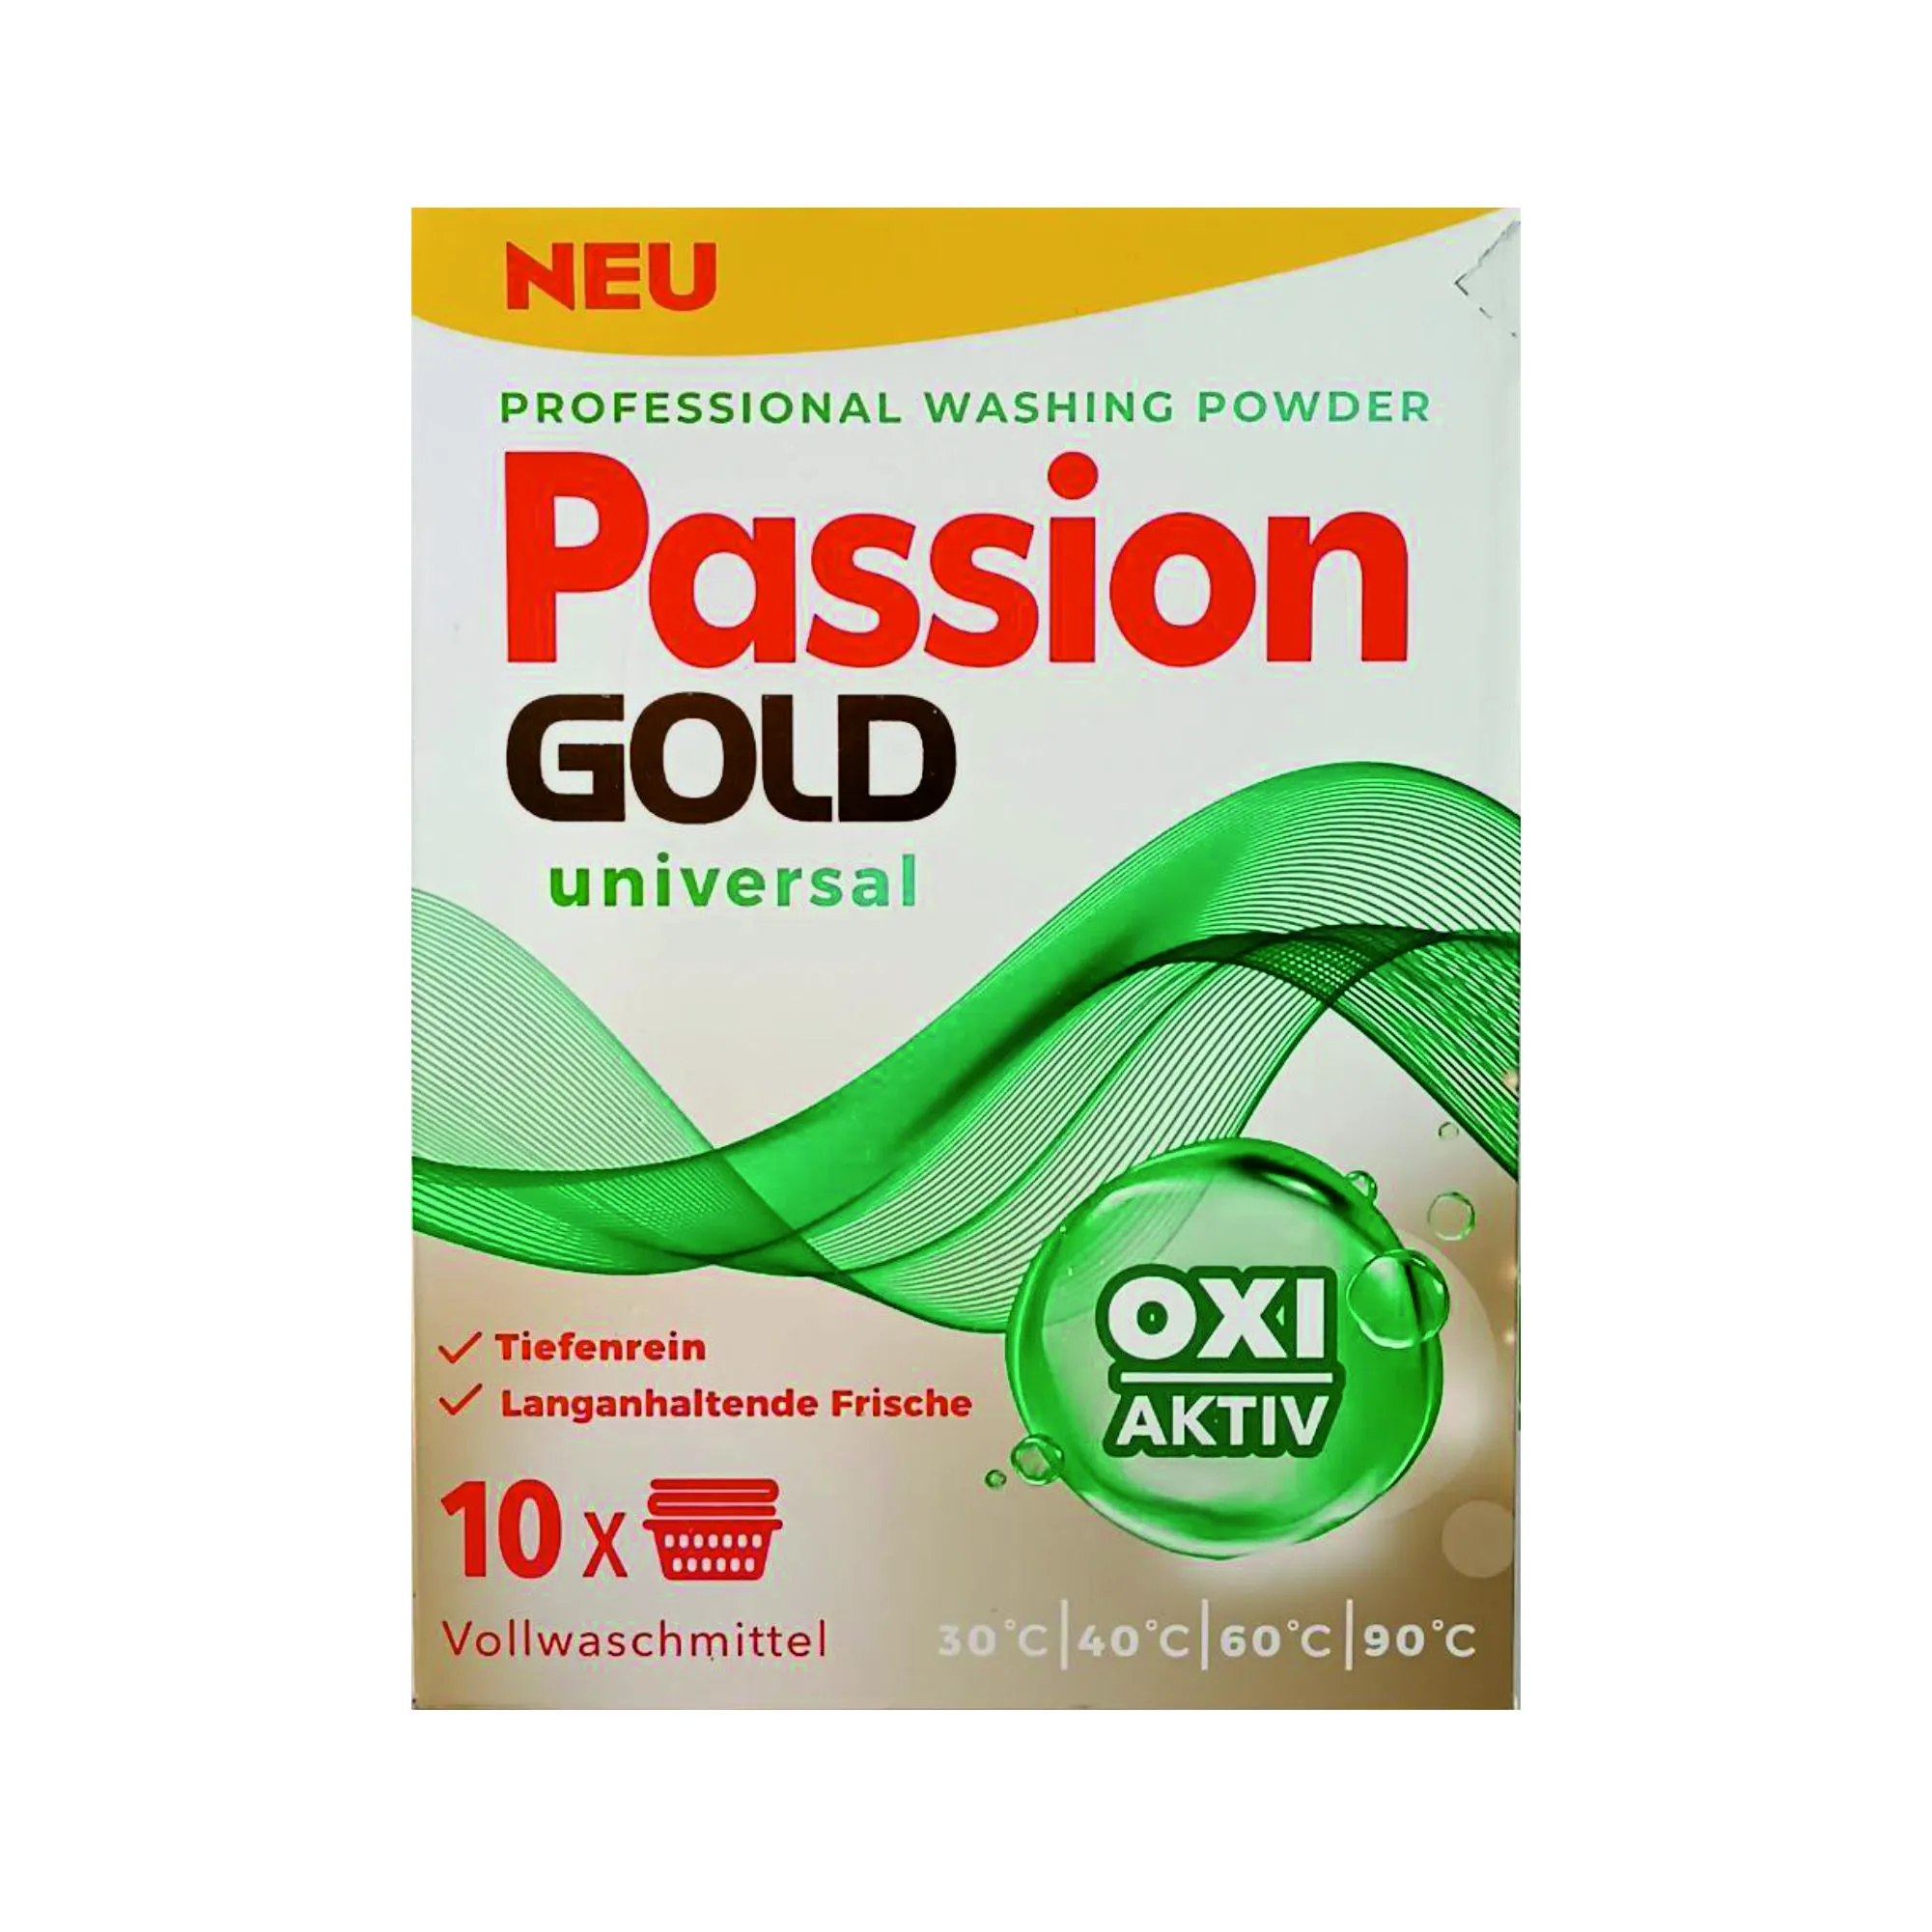 NEU
PROFESSIONAL WASHING POWDER
Passion
GOLD
universal
OXI
AKTIV
Tiefenrein
Langanhaltende Frische
10 x
Vollwaschmittel
30°C|40°C|60°C|90°C